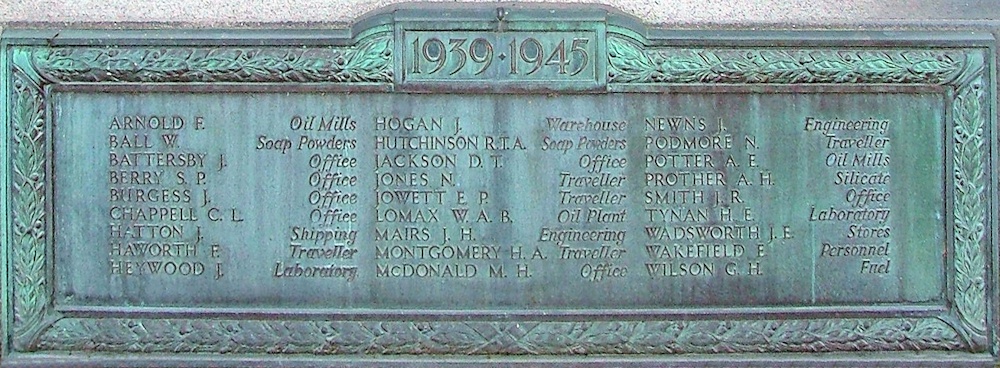 1939·1945
ARNOLD F. Oil Mills
BALL W. Soap Powders
BATTERSBY J. Office
BERRY S. P. Office
BURGESS J. Office
CHAPPELL C. L. Office
HATTON J. Shipping
HAWORTH F. Traveller
HEYWOOD J. Laboratory
HOGAN J. Warehouse
HUTCHINSON R.T.A. Soap Powders
JACKSON D. T. Office
JONES N. Traveller
JOWETT E. P. Traveller
LOMAX W. A. B. Oil Plant
MAIRS J. H. Engineering
MONTGOMERY H. A. Traveller
McDONALD M. H. Office
NEWNS J. Engineering
PODMORE N. Traveller
POTTER A. E. Oil Mills
PROTHER A. H. Silicate
SMITH J. R. Office
TYNAN H. E. Laboratory
WADSWORTH J. E. Stores
WAKEFIELD E. Personnel
WILSON G. H. Fuel